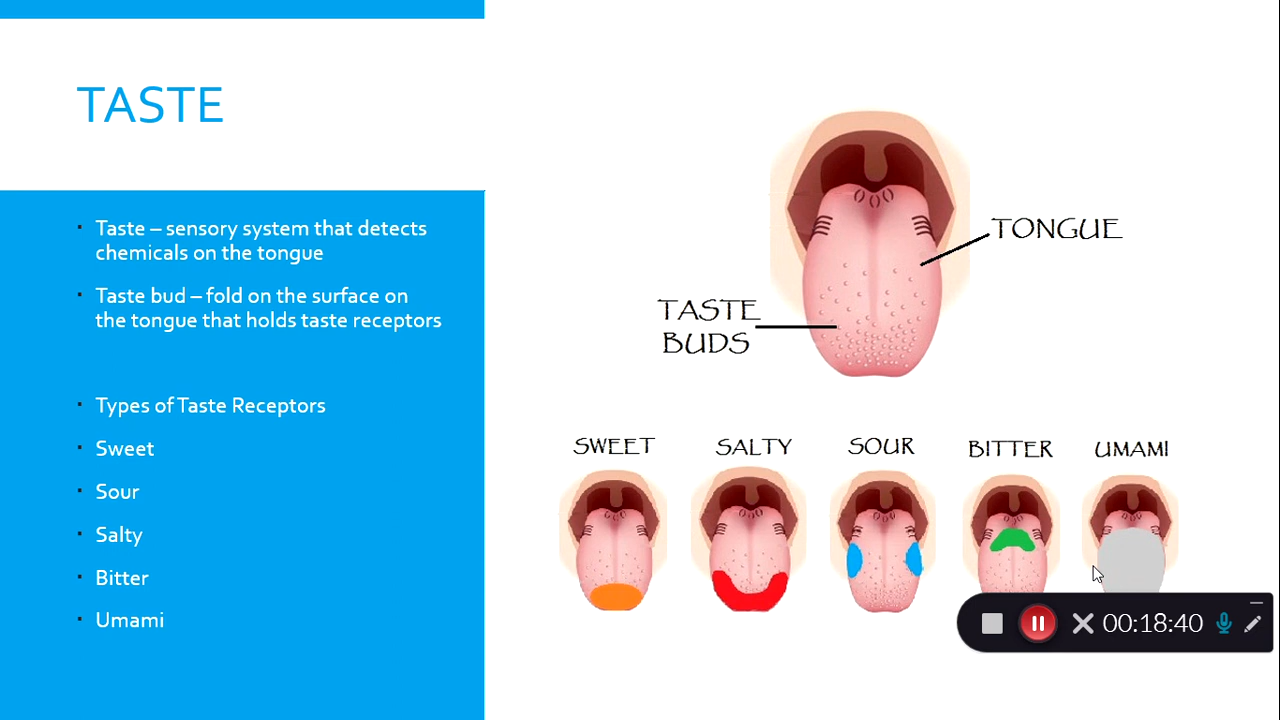 TASTE
Taste – sensory system that detects
chemicals on the tongue
Taste bud – fold on the surface on
the tongue that holds taste receptors
Types of Taste Receptors
Sweet
Sour
Salty
Bitter
Umami
TONGUE
TASTE
BUDS
SWEET
SALTY
SOUR
BITTER
UMAMI
00:18:40